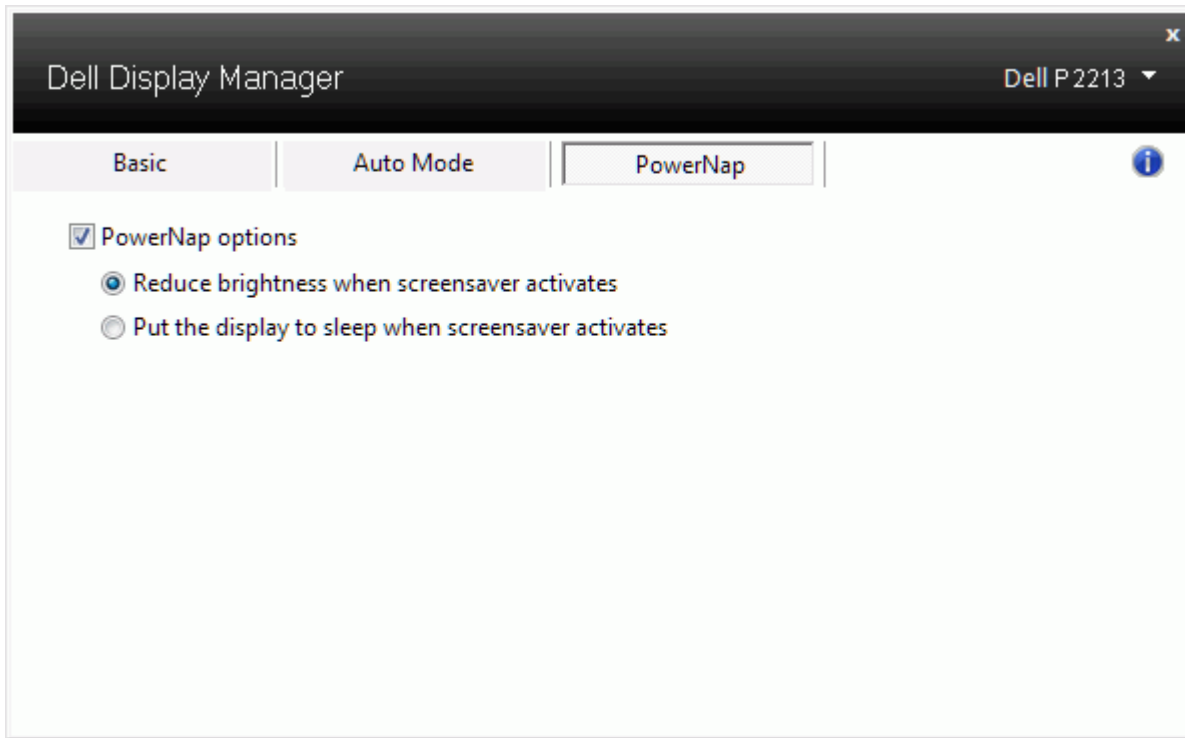 x
Dell Display Manager
Dell P2213
Basic
Auto Mode
PowerNap
i
PowerNap options
Reduce brightness when screensaver activates
Put the display to sleep when screensaver activates